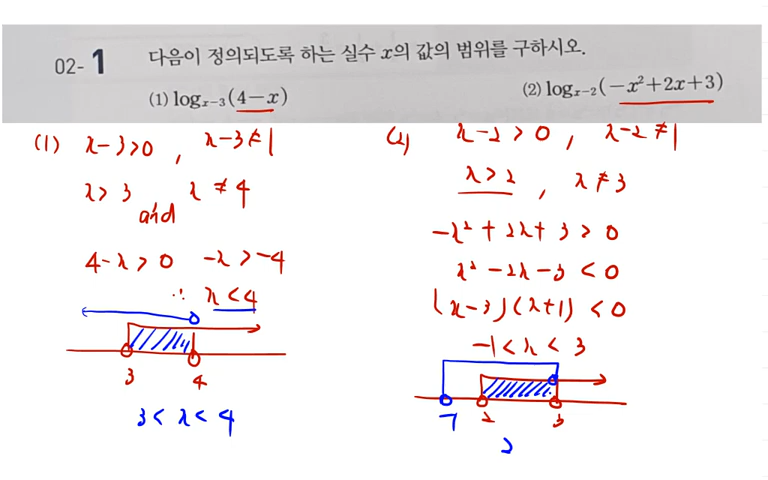 02-1 다음이 정의되도록 하는 실수 x의 값의 범위를 구하시오.
(1) logₓ₋₃(4−x) (2) logₓ₋₂(−x²+2x+3)
(1) x-3>0 , x-3≠1
x>3 x≠4
and
4-x>0 -x>-4
∴ x<4
3 4
3<x<4
(2) x-2>0 , x-2≠1
x>2 , x≠3
-x²+2x+3>0
x²-2x-3<0
(x-3)(x+1)<0
-1<x<3
2 3
2